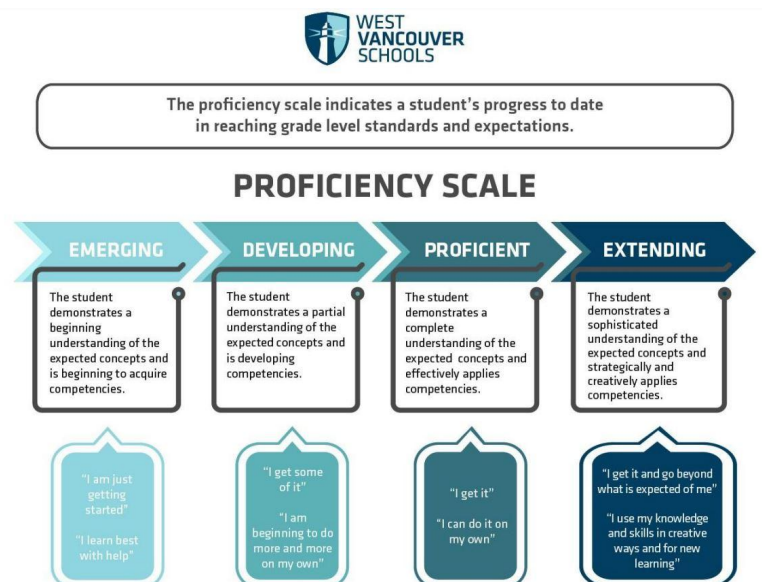 WEST
VANCOUVER
SCHOOLS
The proficiency scale indicates a student's progress to date
in reaching grade level standards and expectations.
PROFICIENCY SCALE
EMERGING
The student
demonstrates a
beginning
understanding of the
expected concepts and
is beginning to acquire
competencies.
"I am just
getting
started"
"I learn best
with help"
DEVELOPING
The student
demonstrates a partial
understanding of the
expected concepts and
is developing
competencies.
"I get some
of it"
"I am
beginning to do
more and more
on my own"
PROFICIENT
The student
demonstrates a
complete
understanding of the
expected concepts and
effectively applies
competencies.
"I get it"
"I can do it on
my own"
EXTENDING
The student
demonstrates a
sophisticated
understanding of the
expected concepts and
strategically and
creatively applies
competencies.
"I get it and go beyond
what is expected of me"
"I use my knowledge
and skills in creative
ways and for new
learning"